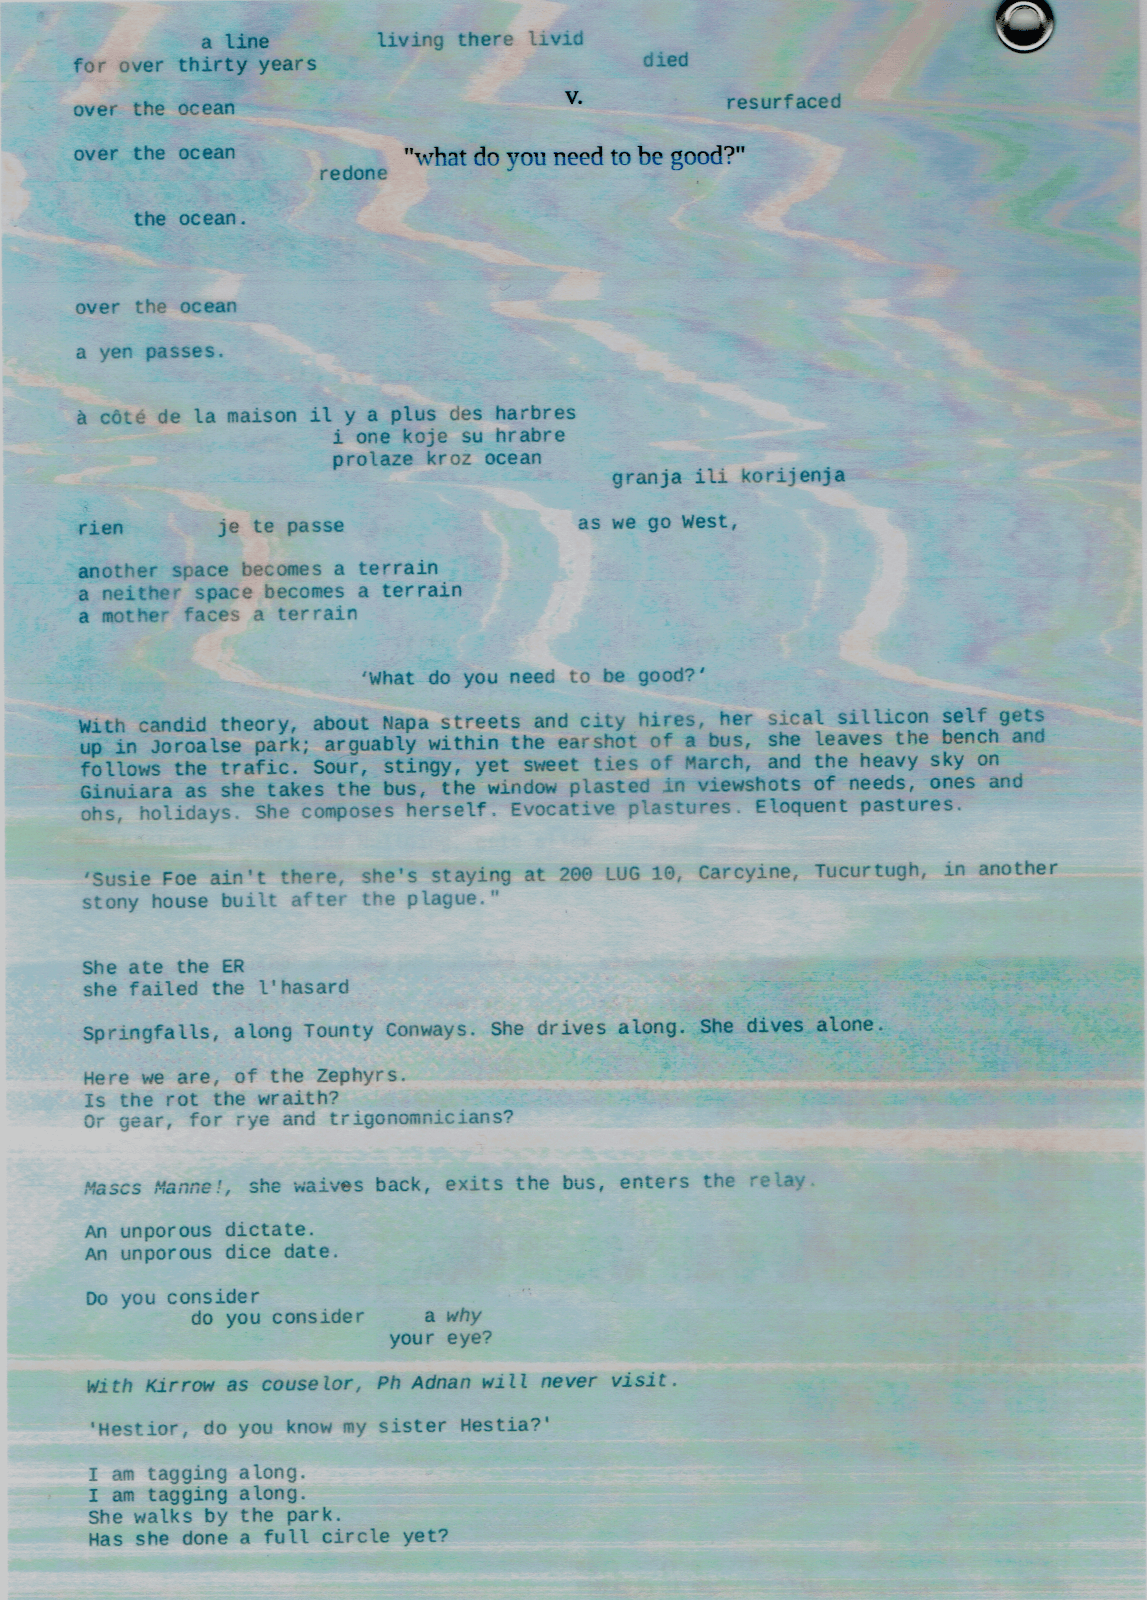 a line living there livid
for over thirty years died
v.
over the ocean resurfaced
over the ocean "what do you need to be good?"
redone
the ocean.
over the ocean
a yen passes.
à côté de la maison il y a plus des harbres
i one koje su hrabre
prolaze kroz ocean
granja ili korijenja
rien je te passe as we go West,
another space becomes a terrain
a neither space becomes a terrain
a mother faces a terrain
‘What do you need to be good?’
With candid theory, about Napa streets and city hires, her sical sillicon self gets
up in Joroalse park; arguably within the earshot of a bus, she leaves the bench and
follows the trafic. Sour, stingy, yet sweet ties of March, and the heavy sky on
Ginuiara as she takes the bus, the window plasted in viewshots of needs, ones and
ohs, holidays. She composes herself. Evocative plastures. Eloquent pastures.
‘Susie Foe ain't there, she's staying at 200 LUG 10, Carcyine, Tucurtugh, in another
stony house built after the plague."
She ate the ER
she failed the l'hasard
Springfalls, along Tounty Conways. She drives along. She dives alone.
Here we are, of the Zephyrs.
Is the rot the wraith?
Or gear, for rye and trigonomnicians?
Mascs Manne!, she waives back, exits the bus, enters the relay.
An unporous dictate.
An unporous dice date.
Do you consider
do you consider a why
your eye?
With Kirrow as couselor, Ph Adnan will never visit.
'Hestior, do you know my sister Hestia?'
I am tagging along.
I am tagging along.
She walks by the park.
Has she done a full circle yet?